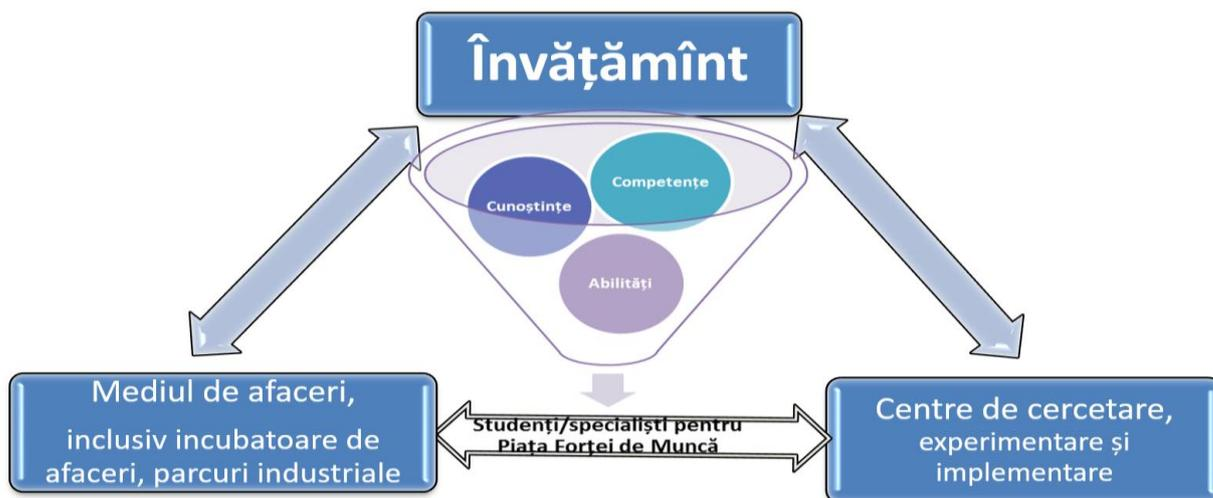 Învățămînt
Competențe
Cunoștințe
Abilități
Mediul de afaceri,
inclusiv incubatoare de
afaceri, parcuri industriale
Studenți/specialiști pentru
Piața Forței de Muncă
Centre de cercetare,
experimentare și
implementare